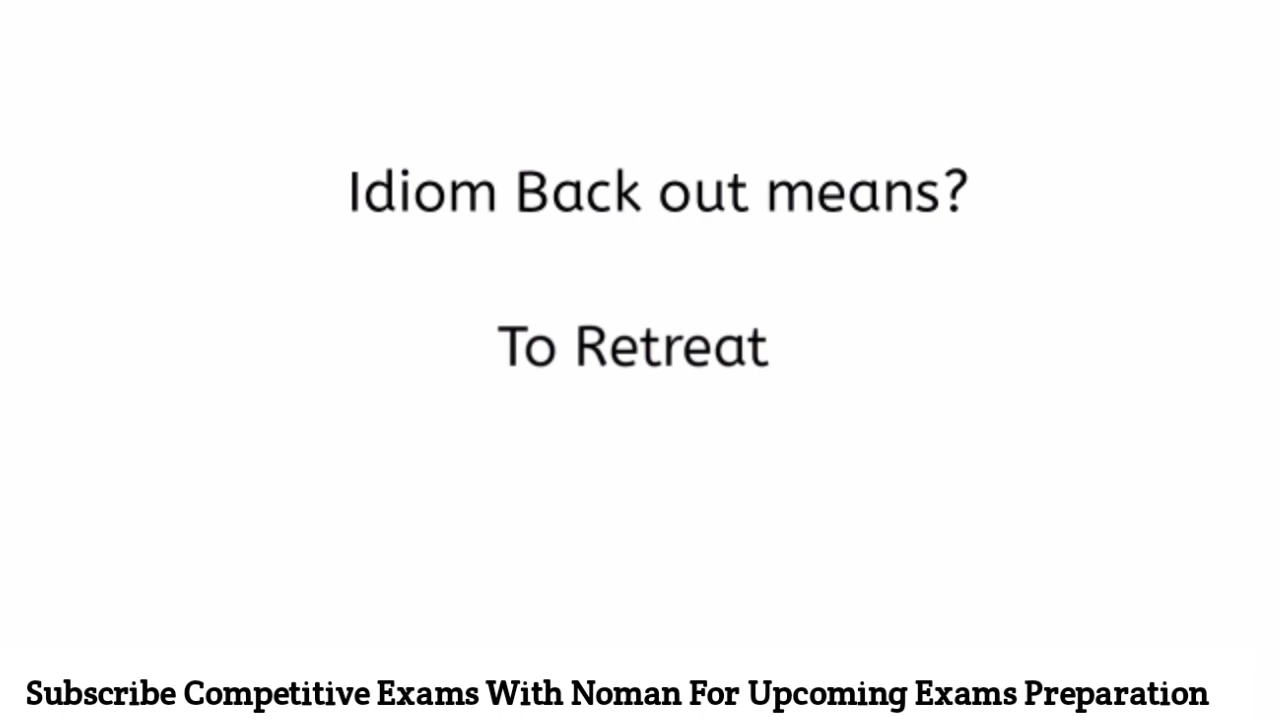 Idiom Back out means?
To Retreat
Subscribe Competitive Exams With Noman For Upcoming Exams Preparation